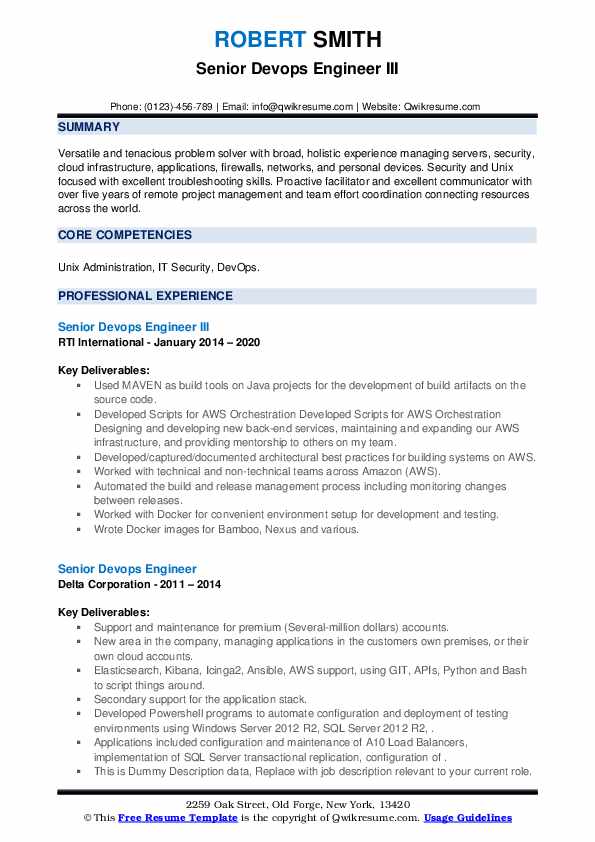 ROBERT SMITH
Senior Devops Engineer III
Phone: (0123)-456-789 | Email: info@qwikresume.com | Website: Qwikresume.com
SUMMARY
Versatile and tenacious problem solver with broad, holistic experience managing servers, security,
cloud infrastructure, applications, firewalls, networks, and personal devices. Security and Unix
focused with excellent troubleshooting skills. Proactive facilitator and excellent communicator with
over five years of remote project management and team effort coordination connecting resources
across the world.
CORE COMPETENCIES
Unix Administration, IT Security, DevOps.
PROFESSIONAL EXPERIENCE
Senior Devops Engineer III
RTI International - January 2014 – 2020
Key Deliverables:
▪ Used MAVEN as build tools on Java projects for the development of build artifacts on the
source code.
▪ Developed Scripts for AWS Orchestration Developed Scripts for AWS Orchestration
Designing and developing new back-end services, maintaining and expanding our AWS
infrastructure, and providing mentorship to others on my team.
▪ Developed/captured/documented architectural best practices for building systems on AWS.
▪ Worked with technical and non-technical teams across Amazon (AWS).
▪ Automated the build and release management process including monitoring changes
between releases.
▪ Worked with Docker for convenient environment setup for development and testing.
▪ Wrote Docker images for Bamboo, Nexus and various.
Senior Devops Engineer
Delta Corporation - 2011 – 2014
Key Deliverables:
▪ Support and maintenance for premium (Several-million dollars) accounts.
▪ New area in the company, managing applications in the customers own premises, or their
own cloud accounts.
▪ Elasticsearch, Kibana, Icinga2, Ansible, AWS support, using GIT, APIs, Python and Bash
to script things around.
▪ Secondary support for the application stack.
▪ Developed Powershell programs to automate configuration and deployment of testing
environments using Windows Server 2012 R2, SQL Server 2012 R2, .
▪ Applications included configuration and maintenance of A10 Load Balancers,
implementation of SQL Server transactional replication, configuration of .
▪ This is Dummy Description data, Replace with job description relevant to your current role.
2259 Oak Street, Old Forge, New York, 13420
© This Free Resume Template is the copyright of Qwikresume.com. Usage Guidelines